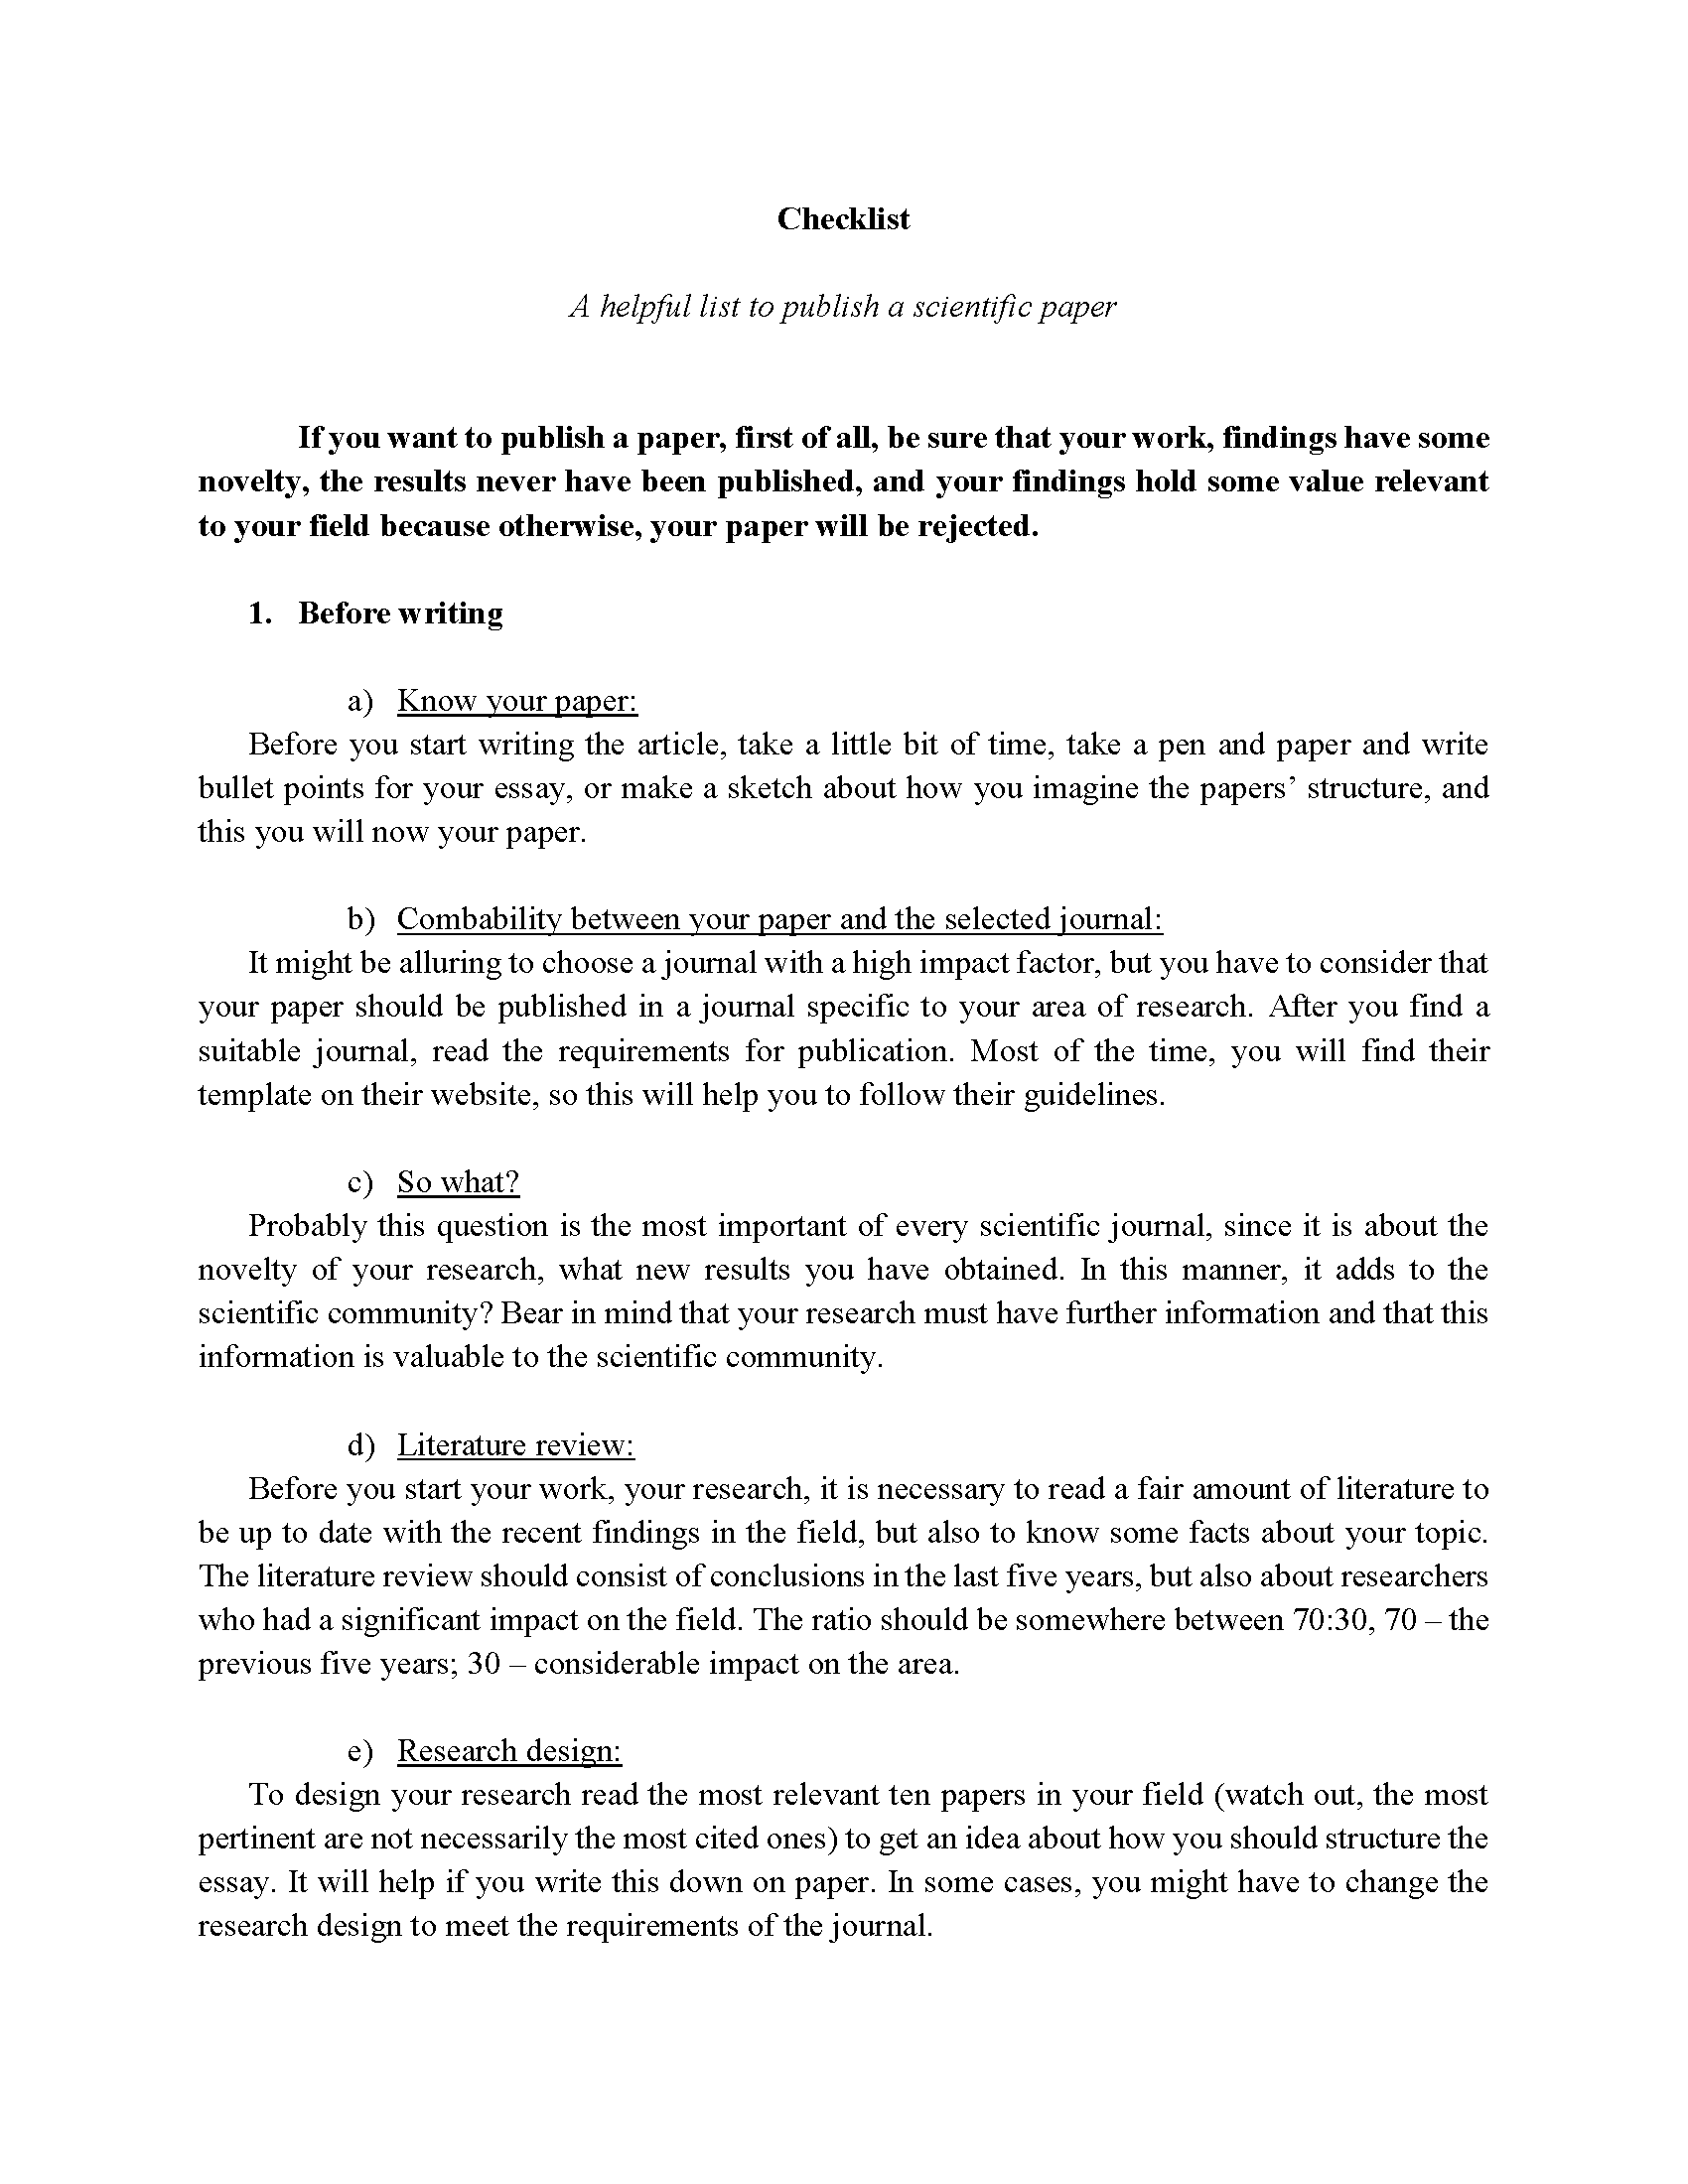 Checklist
A helpful list to publish a scientific paper
If you want to publish a paper, first of all, be sure that your work, findings have some
novelty, the results never have been published, and your findings hold some value relevant
to your field because otherwise, your paper will be rejected.
1. Before writing
a) Know your paper:
Before you start writing the article, take a little bit of time, take a pen and paper and write
bullet points for your essay, or make a sketch about how you imagine the papers’ structure, and
this you will now your paper.
b) Combability between your paper and the selected journal:
It might be alluring to choose a journal with a high impact factor, but you have to consider that
your paper should be published in a journal specific to your area of research. After you find a
suitable journal, read the requirements for publication. Most of the time, you will find their
template on their website, so this will help you to follow their guidelines.
c) So what?
Probably this question is the most important of every scientific journal, since it is about the
novelty of your research, what new results you have obtained. In this manner, it adds to the
scientific community? Bear in mind that your research must have further information and that this
information is valuable to the scientific community.
d) Literature review:
Before you start your work, your research, it is necessary to read a fair amount of literature to
be up to date with the recent findings in the field, but also to know some facts about your topic.
The literature review should consist of conclusions in the last five years, but also about researchers
who had a significant impact on the field. The ratio should be somewhere between 70:30, 70 – the
previous five years; 30 – considerable impact on the area.
e) Research design:
To design your research read the most relevant ten papers in your field (watch out, the most
pertinent are not necessarily the most cited ones) to get an idea about how you should structure the
essay. It will help if you write this down on paper. In some cases, you might have to change the
research design to meet the requirements of the journal.